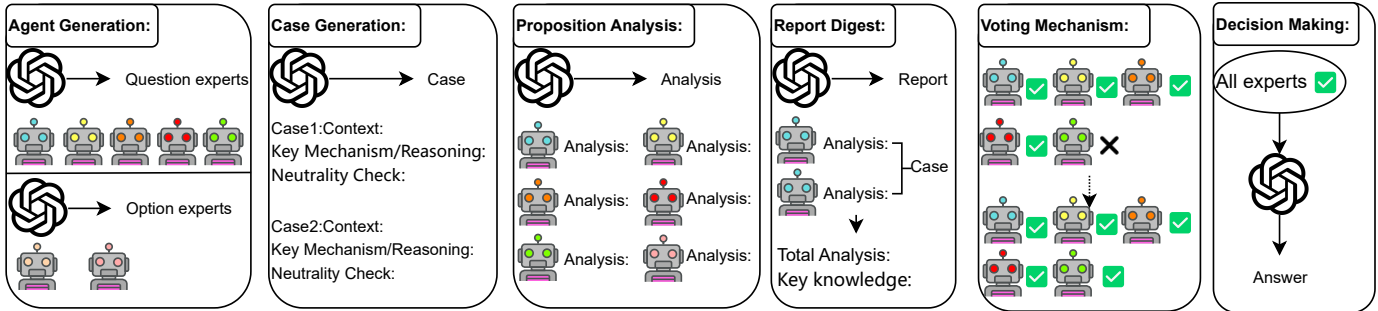 Agent Generation:
Question experts
Option experts
Case Generation:
Case
Case1:Context:
Key Mechanism/Reasoning:
Neutrality Check:
Case2:Context:
Key Mechanism/Reasoning:
Neutrality Check:
Proposition Analysis:
Analysis
Analysis: Analysis:
Analysis: Analysis:
Analysis: Analysis:
Report Digest:
Report
Analysis:
Case
Analysis:
Total Analysis:
Key knowledge:
Voting Mechanism:
Decision Making:
All experts
Answer